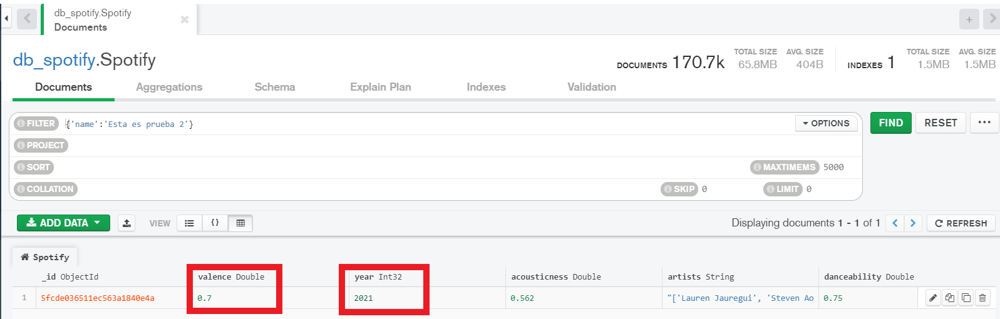 db_spotify.Spotify
Documents
+
db_spotify.Spotify
DOCUMENTS 170.7k TOTAL SIZE 65.8MB AVG. SIZE 404B INDEXES 1 TOTAL SIZE 1.5MB AVG. SIZE 1.5MB
Documents Aggregations Schema Explain Plan Indexes Validation
FILTER {'name':'Esta es prueba 2'} OPTIONS FIND RESET ...
PROJECT
SORT MAXTIMEMS 5000
COLLATION SKIP 0 LIMIT 0
ADD DATA VIEW {} Displaying documents 1 - 1 of 1 < > REFRESH
Spotify
_id ObjectId valence Double year Int32 acousticness Double artists String danceability Double
1 5fcde036511ec563a1840e4a 0.7 2021 0.562 "['Lauren Jauregui', 'Steven Ao 0.75